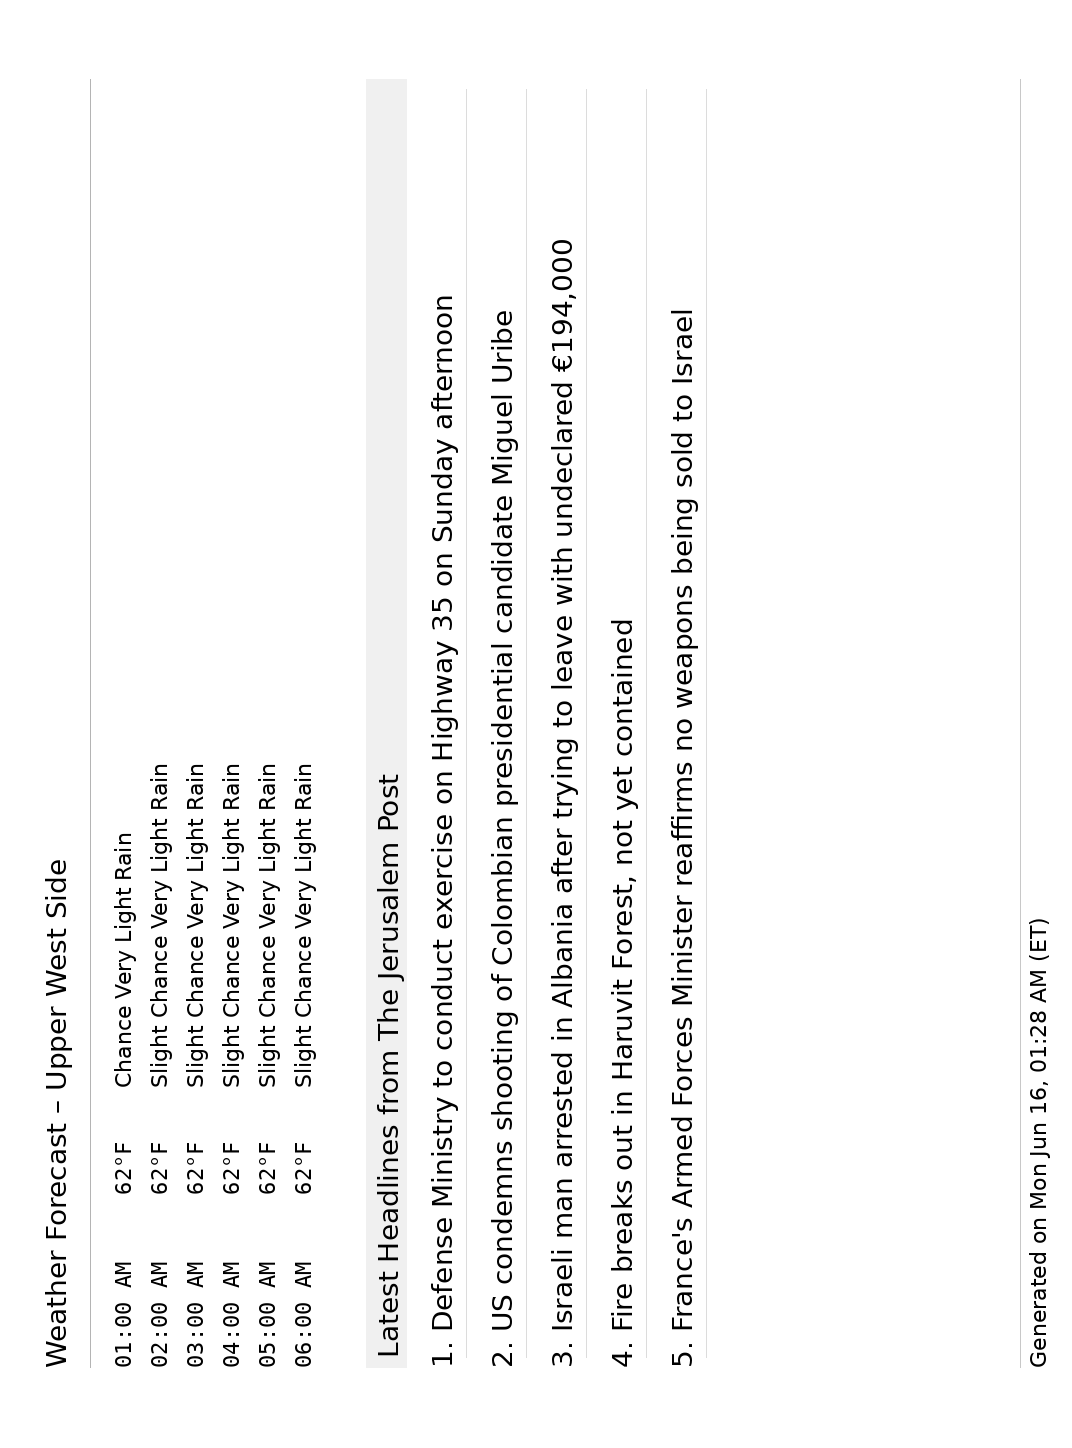 Weather Forecast – Upper West Side
01:00 AM 62°F Chance Very Light Rain
02:00 AM 62°F Slight Chance Very Light Rain
03:00 AM 62°F Slight Chance Very Light Rain
04:00 AM 62°F Slight Chance Very Light Rain
05:00 AM 62°F Slight Chance Very Light Rain
06:00 AM 62°F Slight Chance Very Light Rain
Latest Headlines from The Jerusalem Post
1. Defense Ministry to conduct exercise on Highway 35 on Sunday afternoon
2. US condemns shooting of Colombian presidential candidate Miguel Uribe
3. Israeli man arrested in Albania after trying to leave with undeclared €194,000
4. Fire breaks out in Haruvit Forest, not yet contained
5. France's Armed Forces Minister reaffirms no weapons being sold to Israel
Generated on Mon Jun 16, 01:28 AM (ET)